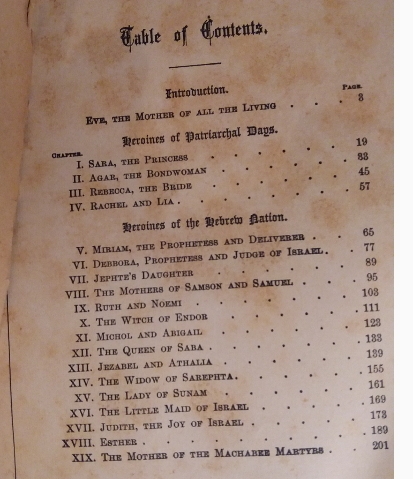 Table of Contents.
Introduction.
PAGE.
EVE, THE MOTHER OF ALL THE LIVING . . . 3
Heroines of Patriarchal Days.
CHAPTER.
I. SARA, THE PRINCESS . . . . . 19
II. AGAR, THE BONDWOMAN . . . . . 33
III. REBECCA, THE BRIDE . . . . . 45
IV. RACHEL AND LIA . . . . . . 57
Heroines of the Hebrew Nation.
V. MIRIAM, THE PROPHETESS AND DELIVERER . . 65
VI. DEBBORA, PROPHETESS AND JUDGE OF ISRAEL . . 77
VII. JEPHTE'S DAUGHTER . . . . . 89
VIII. THE MOTHERS OF SAMSON AND SAMUEL . . . 95
IX. RUTH AND NOEMI . . . . . 103
X. THE WITCH OF ENDOR . . . . . 111
XI. MICHOL AND ABIGAIL . . . . . 123
XII. THE QUEEN OF SABA . . . . . 133
XIII. JEZABEL AND ATHALIA . . . . . 139
XIV. THE WIDOW OF SAREPHTA . . . . . 155
XV. THE LADY OF SUNAM . . . . . 161
XVI. THE LITTLE MAID OF ISRAEL . . . . 169
XVII. JUDITH, THE JOY OF ISRAEL . . . . 173
XVIII. ESTHER . . . . . . . 189
XIX. THE MOTHER OF THE MACHABEE MARTYRS . . 201